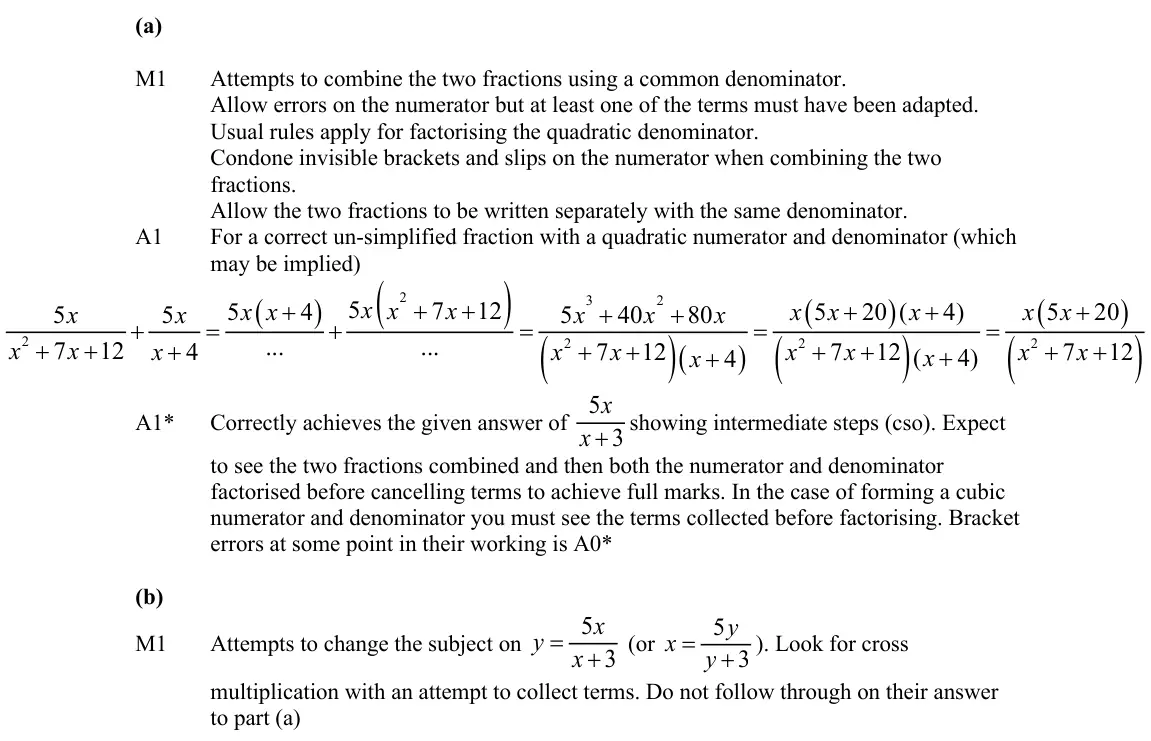 (a)
M1 Attempts to combine the two fractions using a common denominator.
Allow errors on the numerator but at least one of the terms must have been adapted.
Usual rules apply for factorising the quadratic denominator.
Condone invisible brackets and slips on the numerator when combining the two
fractions.
Allow the two fractions to be written separately with the same denominator.
A1 For a correct un-simplified fraction with a quadratic numerator and denominator (which
may be implied)
\frac{5x}{x^2+7x+12}+\frac{5x}{x+4}=\frac{5x(x+4)}{...}+\frac{5x(x^2+7x+12)}{...}=\frac{5x^3+40x^2+80x}{(x^2+7x+12)(x+4)}=\frac{x(5x+20)(x+4)}{(x^2+7x+12)(x+4)}=\frac{x(5x+20)}{(x^2+7x+12)}
A1* Correctly achieves the given answer of \frac{5x}{x+3} showing intermediate steps (cso). Expect
to see the two fractions combined and then both the numerator and denominator
factorised before cancelling terms to achieve full marks. In the case of forming a cubic
numerator and denominator you must see the terms collected before factorising. Bracket
errors at some point in their working is A0*
(b)
M1 Attempts to change the subject on y=\frac{5x}{x+3} (or x=\frac{5y}{y+3}). Look for cross
multiplication with an attempt to collect terms. Do not follow through on their answer
to part (a)